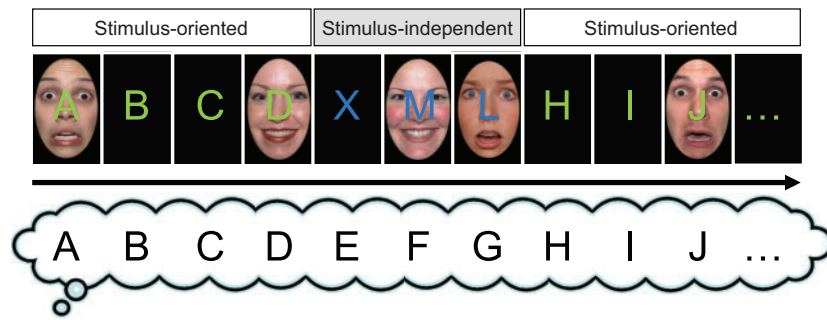 Stimulus-oriented Stimulus-independent Stimulus-oriented
A B C D X M L H I J ...
A B C D E F G H I J ...